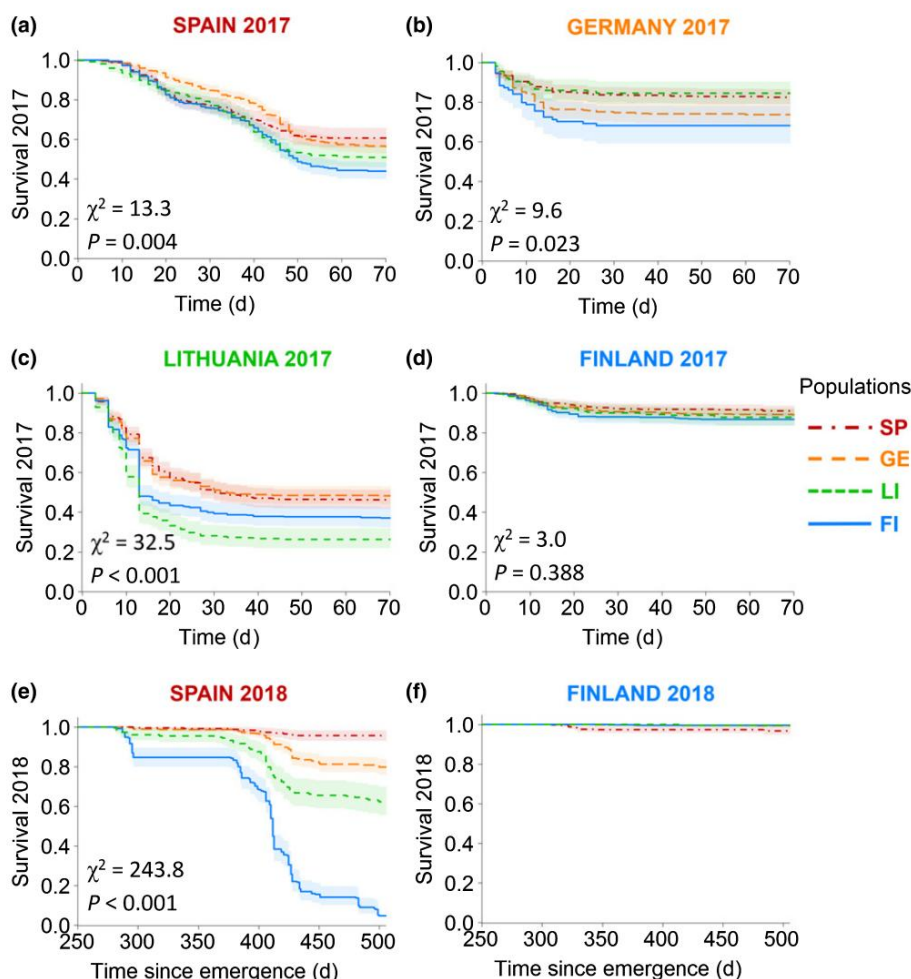 (a) SPAIN 2017
Survival 2017
1.0
0.8
0.6
0.4
0.2
0.0
χ² = 13.3
P = 0.004
0 10 20 30 40 50 60 70
Time (d)
(b) GERMANY 2017
Survival 2017
1.0
0.8
0.6
0.4
0.2
0.0
χ² = 9.6
P = 0.023
0 10 20 30 40 50 60 70
Time (d)
(c) LITHUANIA 2017
Survival 2017
1.0
0.8
0.6
0.4
0.2
0.0
χ² = 32.5
P < 0.001
0 10 20 30 40 50 60 70
Time (d)
(d) FINLAND 2017
Survival 2017
1.0
0.8
0.6
0.4
0.2
0.0
χ² = 3.0
P = 0.388
0 10 20 30 40 50 60 70
Time (d)
Populations
SP
GE
LI
FI
(e) SPAIN 2018
Survival 2018
1.0
0.8
0.6
0.4
0.2
0.0
χ² = 243.8
P < 0.001
250 300 350 400 450 500
Time since emergence (d)
(f) FINLAND 2018
Survival 2018
1.0
0.8
0.6
0.4
0.2
0.0
250 300 350 400 450 500
Time since emergence (d)